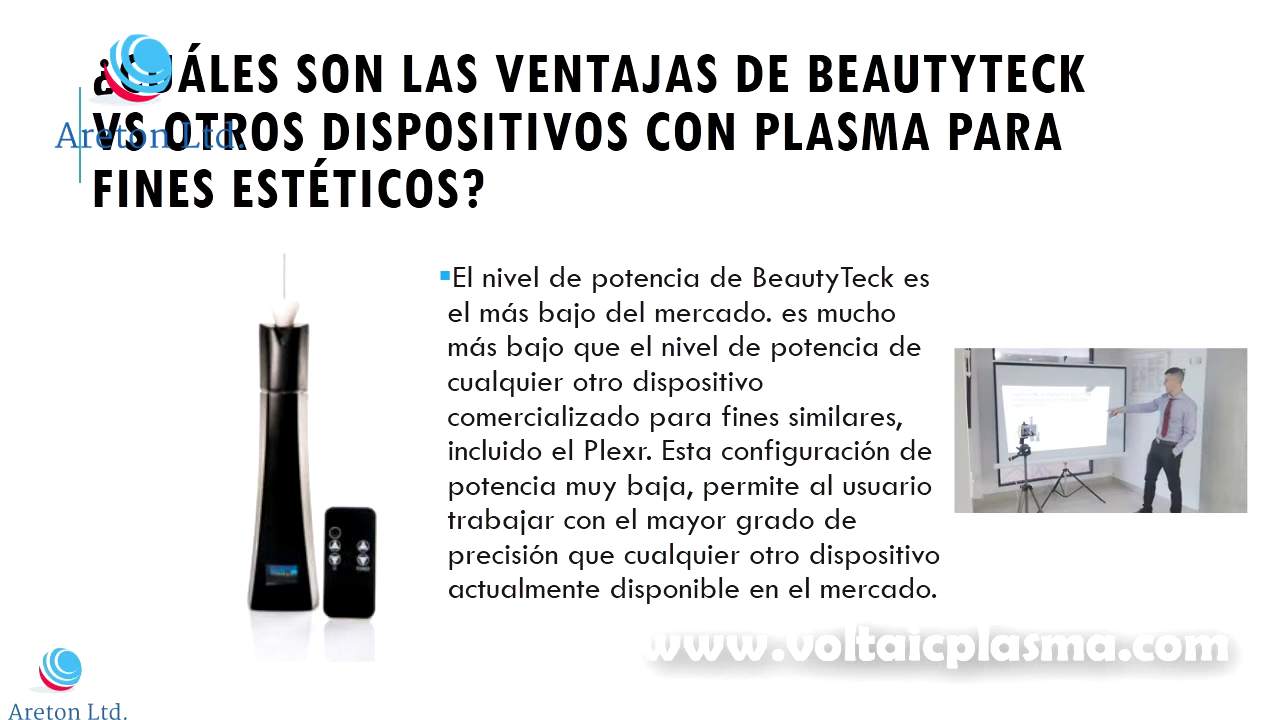 ¿CUÁLES SON LAS VENTAJAS DE BEAUTYTECK
VS OTROS DISPOSITIVOS CON PLASMA PARA
FINES ESTÉTICOS?
Areton Ltd.
El nivel de potencia de BeautyTeck es
el más bajo del mercado. es mucho
más bajo que el nivel de potencia de
cualquier otro dispositivo
comercializado para fines similares,
incluido el Plexr. Esta configuración de
potencia muy baja, permite al usuario
trabajar con el mayor grado de
precisión que cualquier otro dispositivo
actualmente disponible en el mercado.
www.voltaicplasma.com
Areton Ltd.